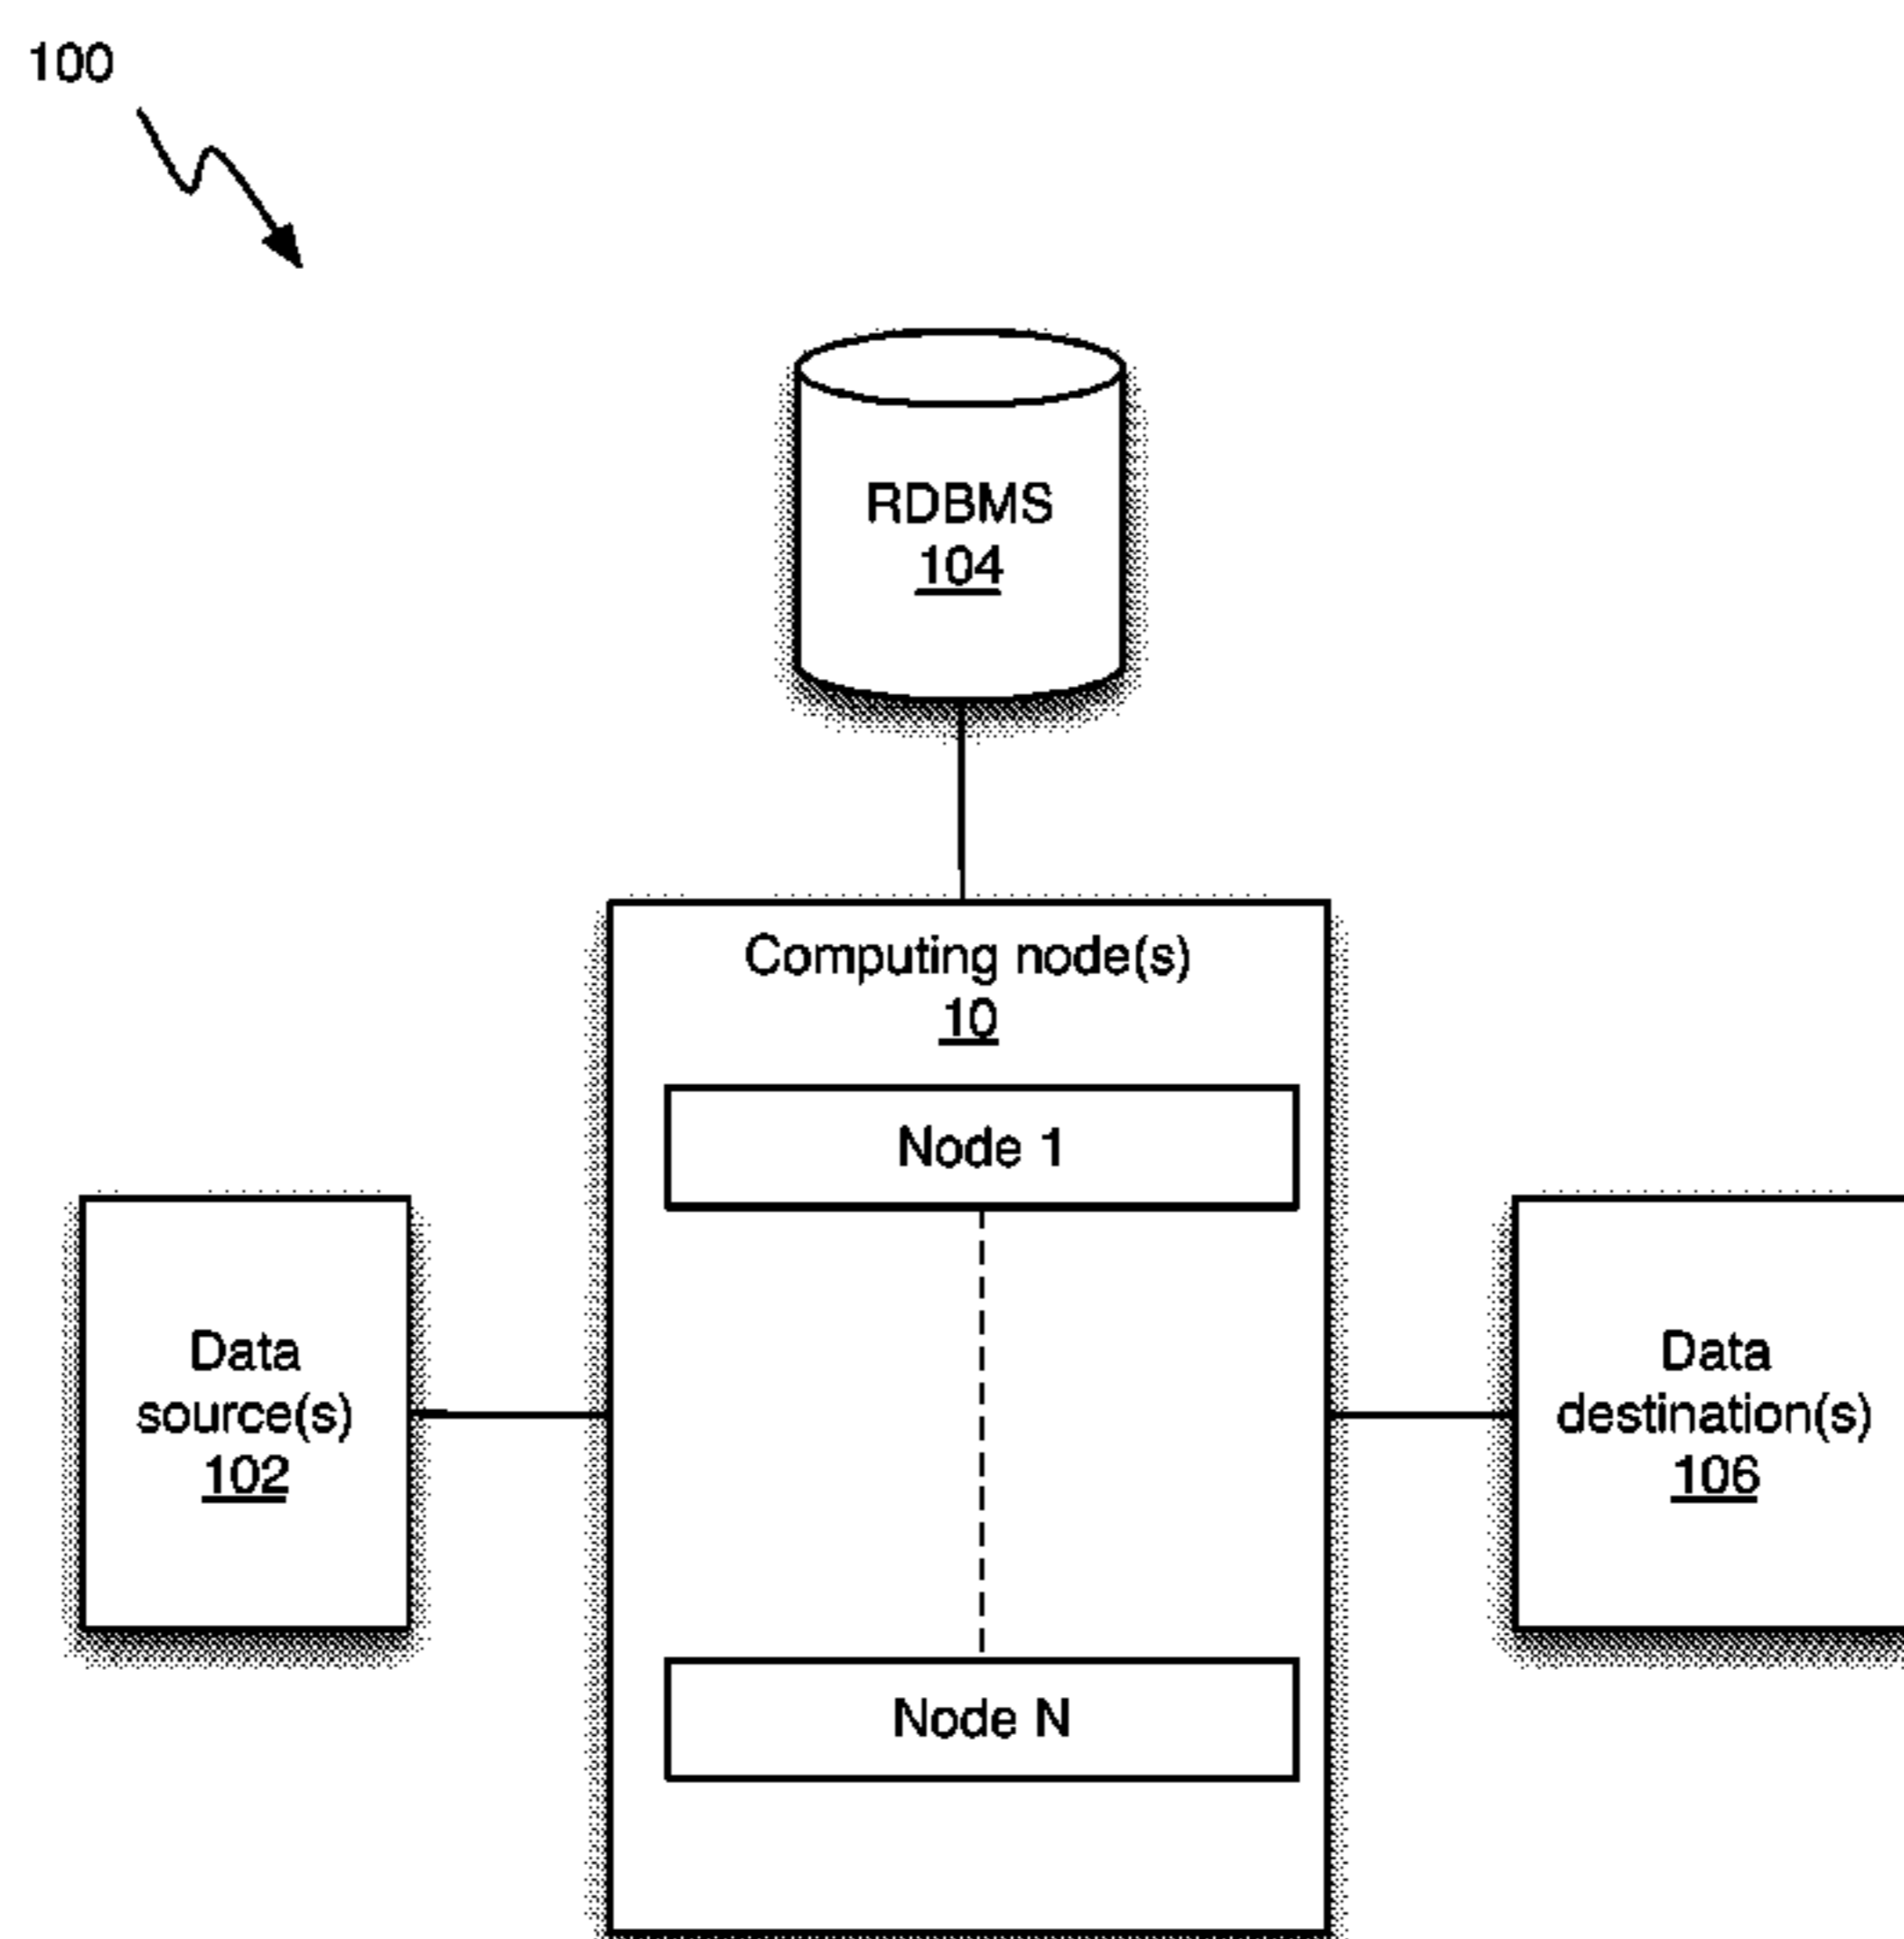 100
RDBMS
104
Computing node(s)
10
Node 1
Data
source(s)
102
Data
destination(s)
106
Node N